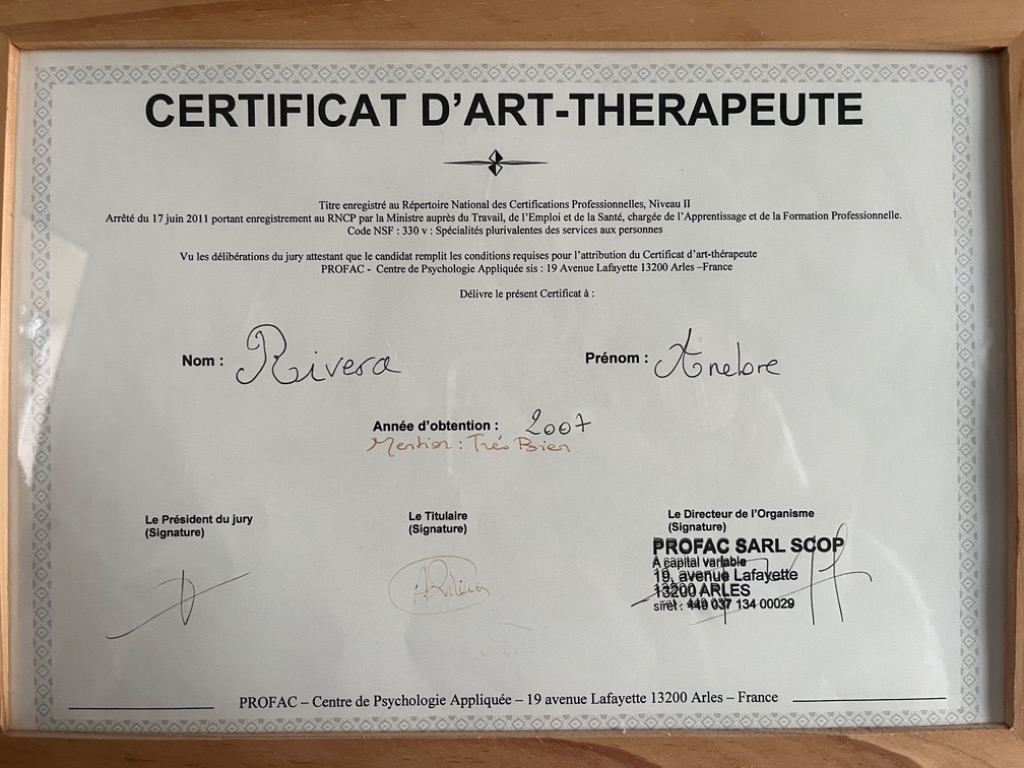 CERTIFICAT D'ART-THERAPEUTE
Titre enregistré au Répertoire National des Certifications Professionnelles, Niveau II
Arrêté du 17 juin 2011 portant enregistrement au RNCP par la Ministre auprès du Travail, de l'Emploi et de la Santé, chargée de l'Apprentissage et de la Formation Professionnelle.
Code NSF : 330 v : Spécialités plurivalentes des services aux personnes
Vu les délibérations du jury attestant que le candidat remplit les conditions requises pour l'attribution du Certificat d'art-thérapeute
PROFAC - Centre de Psychologie Appliquée sis : 19 Avenue Lafayette 13200 Arles –France
Délivre le présent Certificat à :
Nom : Rivera Prénom : Anebre
Année d'obtention : 2007
Mention : Trés Bien
Le Président du jury
(Signature)
Le Titulaire
(Signature)
Le Directeur de l'Organisme
(Signature)
PROFAC SARL SCOP
A capital variable
19, avenue Lafayette
13200 ARLES
siret : 449 037 134 00029
PROFAC – Centre de Psychologie Appliquée – 19 avenue Lafayette 13200 Arles – France